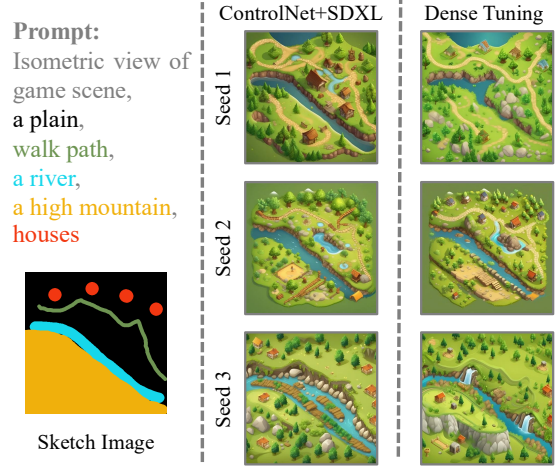 Prompt:
Isometric view of
game scene,
a plain,
walk path,
a river,
a high mountain,
houses
Sketch Image
ControlNet+SDXL
Dense Tuning
Seed 1
Seed 2
Seed 3